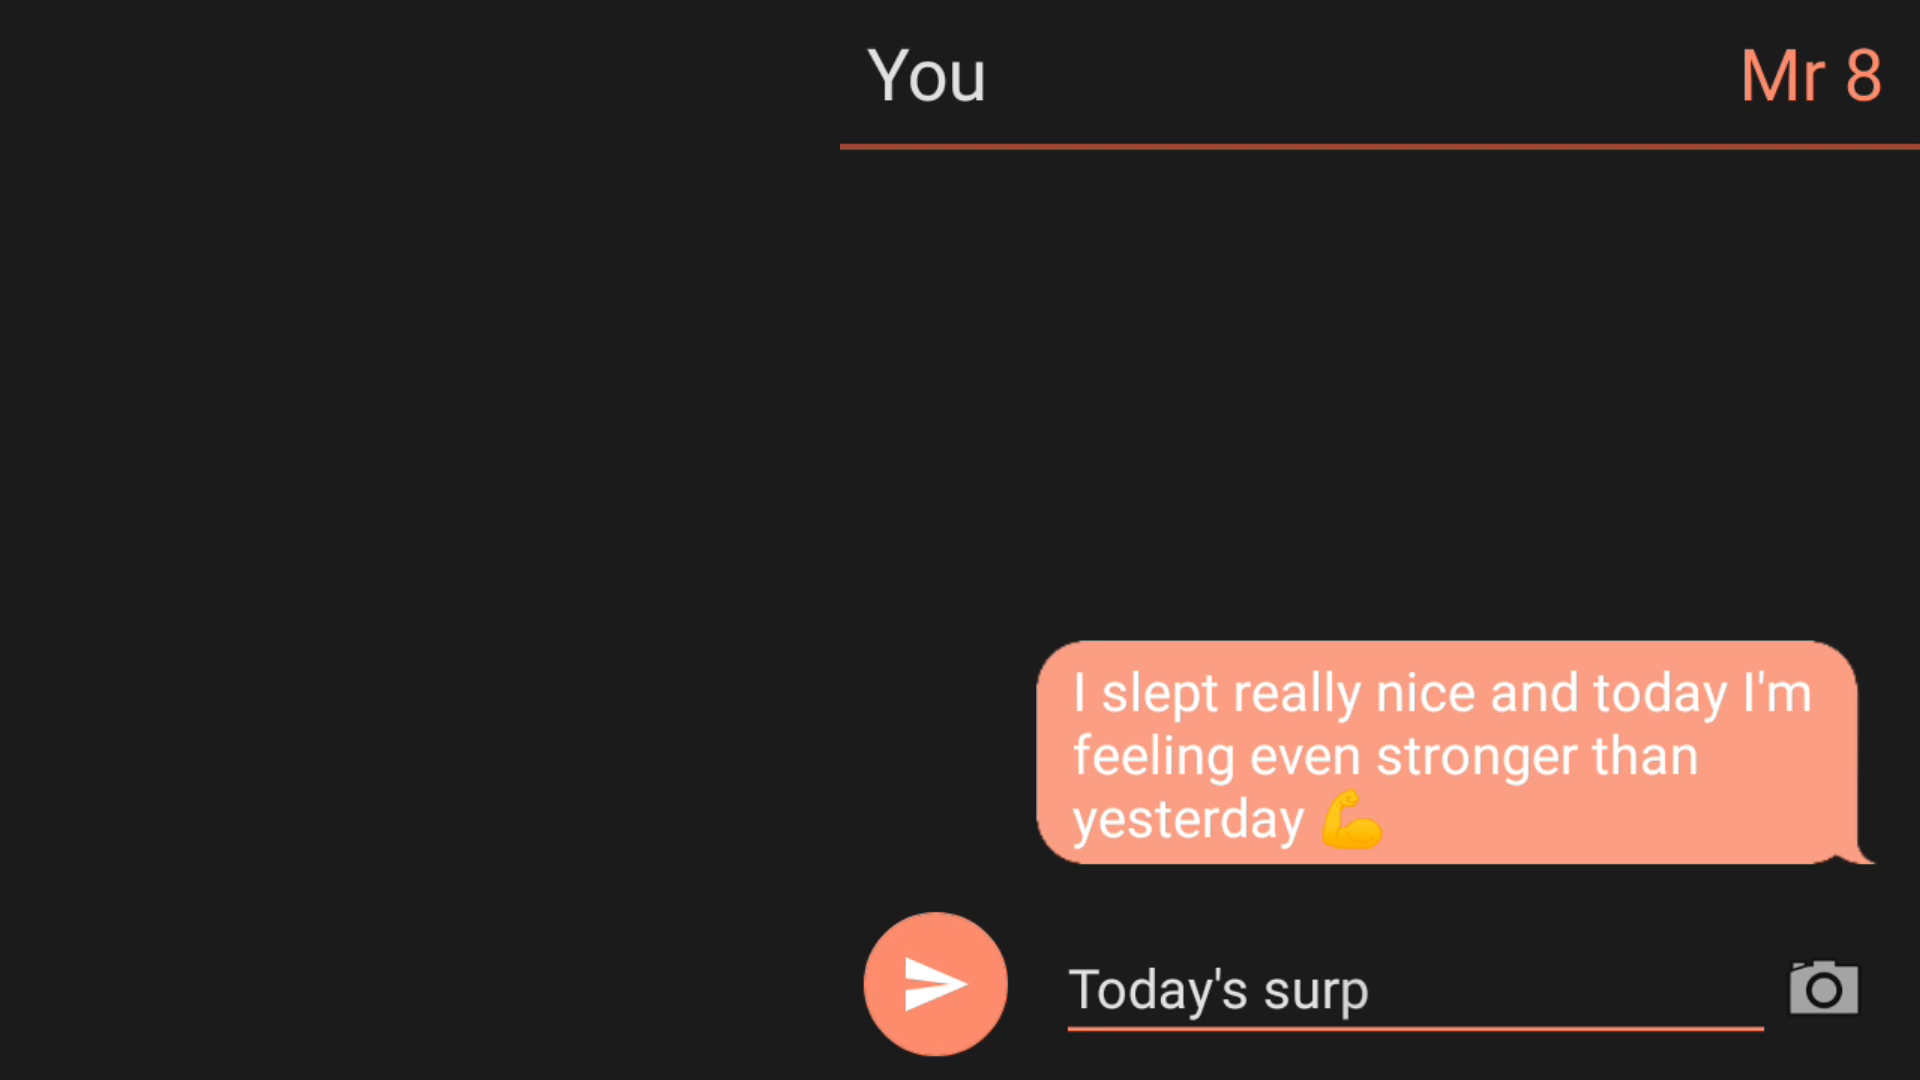 You
Mr 8
I slept really nice and today I'm
feeling even stronger than
yesterday 💪
Today's surp